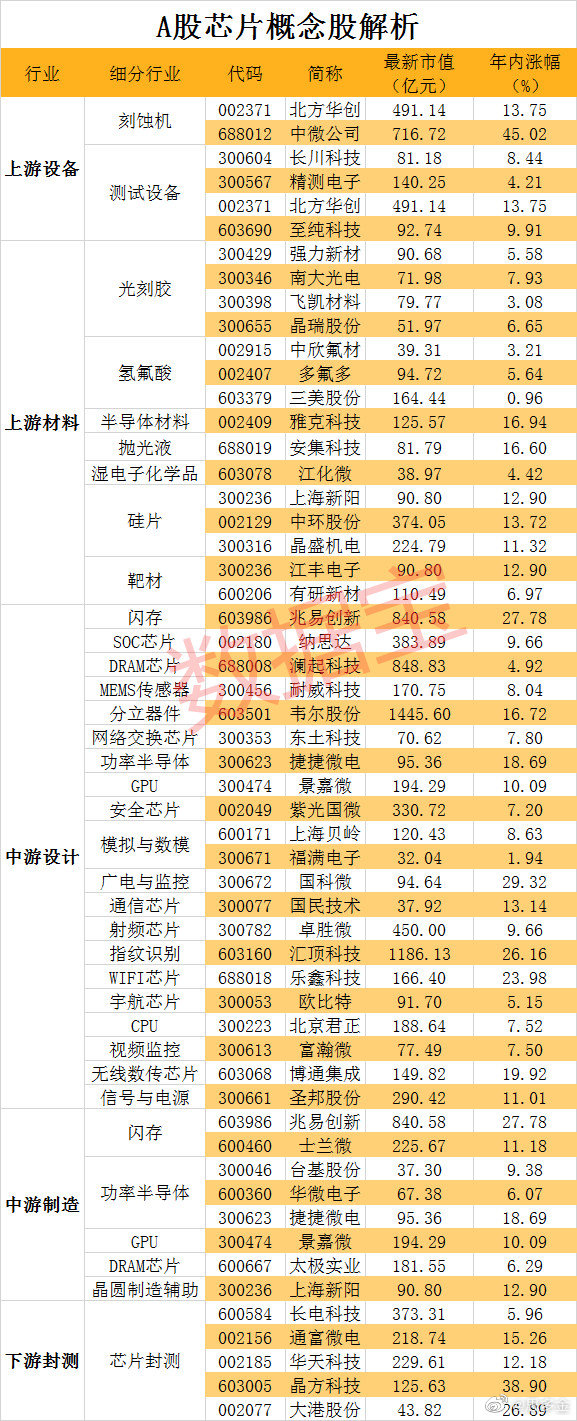 A股芯片概念股解析
行业 细分行业 代码 简称 最新市值（亿元） 年内涨幅（%）
上游设备 刻蚀机 002371 北方华创 491.14 13.75
688012 中微公司 716.72 45.02
测试设备 300604 长川科技 81.18 8.44
300567 精测电子 140.25 4.21
002371 北方华创 491.14 13.75
603690 至纯科技 92.74 9.91
上游材料 光刻胶 300429 强力新材 90.68 5.58
300346 南大光电 71.98 7.93
300398 飞凯材料 79.77 3.08
300655 晶瑞股份 51.97 6.65
氢氟酸 002915 中欣氟材 39.31 3.21
002407 多氟多 94.72 5.64
603379 三美股份 164.44 0.96
半导体材料 002409 雅克科技 125.57 16.94
抛光液 688019 安集科技 81.79 16.60
湿电子化学品 603078 江化微 38.97 4.42
硅片 300236 上海新阳 90.80 12.90
002129 中环股份 374.05 13.72
300316 晶盛机电 224.79 11.32
靶材 300236 江丰电子 90.80 12.90
600206 有研新材 110.49 6.97
中游设计 闪存 603986 兆易创新 840.58 27.78
SOC芯片 002180 纳思达 383.89 9.66
DRAM芯片 688008 澜起科技 848.83 4.92
MEMS传感器 300456 耐威科技 170.75 8.04
分立器件 603501 韦尔股份 1445.60 16.72
网络交换芯片 300353 东土科技 70.62 7.80
功率半导体 300623 捷捷微电 95.36 18.69
GPU 300474 景嘉微 194.29 10.09
安全芯片 002049 紫光国微 330.72 7.20
模拟与数模 600171 上海贝岭 120.43 8.63
300671 福满电子 32.04 1.94
广电与监控 300672 国科微 94.64 29.32
通信芯片 300077 国民技术 37.92 13.14
射频芯片 300782 卓胜微 450.00 9.66
指纹识别 603160 汇顶科技 1186.13 26.16
WIFI芯片 688018 乐鑫科技 166.40 23.98
宇航芯片 300053 欧比特 91.70 5.15
CPU 300223 北京君正 188.64 7.52
视频监控 300613 富瀚微 77.49 7.50
无线数传芯片 603068 博通集成 149.82 19.92
信号与电源 300661 圣邦股份 290.42 11.01
中游制造 闪存 603986 兆易创新 840.58 27.78
600460 士兰微 225.67 11.18
功率半导体 300046 台基股份 37.30 9.38
600360 华微电子 67.38 6.07
300623 捷捷微电 95.36 18.69
GPU 300474 景嘉微 194.29 10.09
DRAM芯片 600667 太极实业 181.55 6.29
晶圆制造辅助 300236 上海新阳 90.80 12.90
下游封测 芯片封测 600584 长电科技 373.31 5.96
002156 通富微电 218.74 15.26
002185 华天科技 229.61 12.18
603005 晶方科技 125.63 38.90
002077 大港股份 43.82 26.89
数据宝